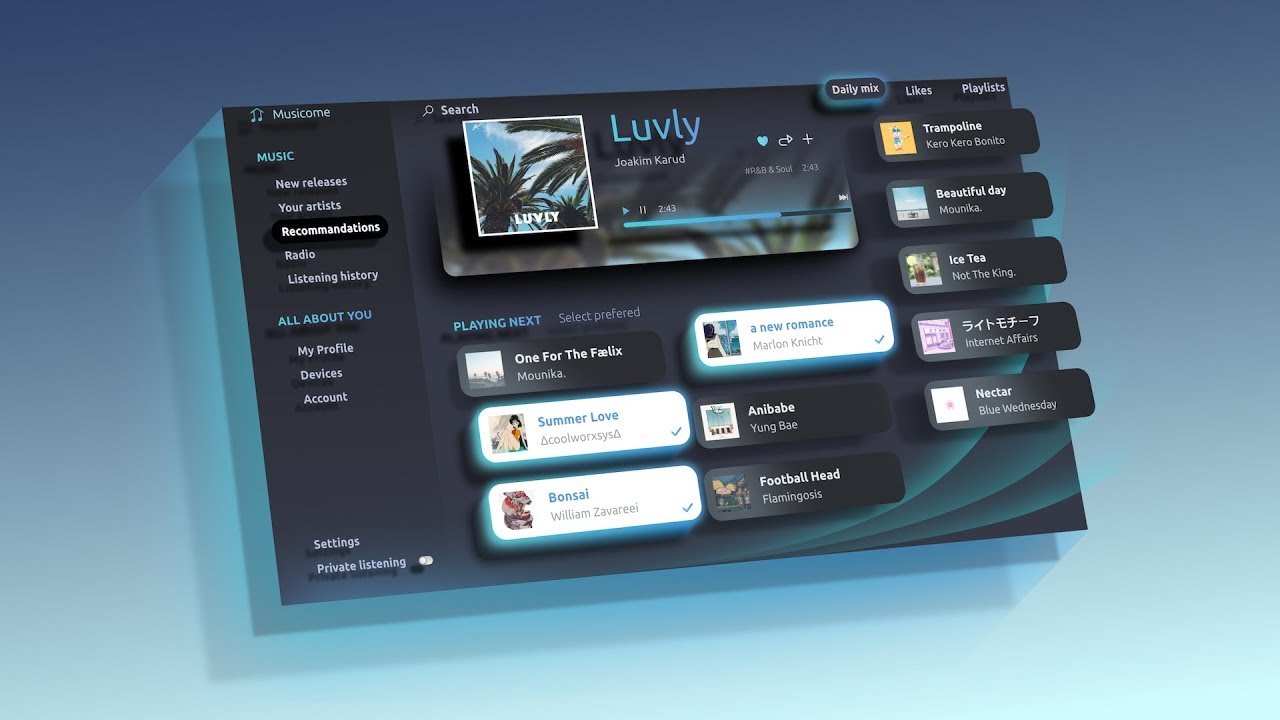 Musicome
MUSIC
New releases
Your artists
Recommandations
Radio
Listening history
ALL ABOUT YOU
My Profile
Devices
Account
Settings
Private listening
Search
LUVLY
Luvly
Joakim Karud
#R&B & Soul 2:43
2:43
PLAYING NEXT Select prefered
One For The Fælix
Mounika.
a new romance
Marlon Knicht
Summer Love
∆coolworxsys∆
Anibabe
Yung Bae
Bonsai
William Zavareei
Football Head
Flamingosis
Daily mix Likes Playlists
Trampoline
Kero Kero Bonito
Beautiful day
Mounika.
Ice Tea
Not The King.
ライトモチーフ
Internet Affairs
Nectar
Blue Wednesday